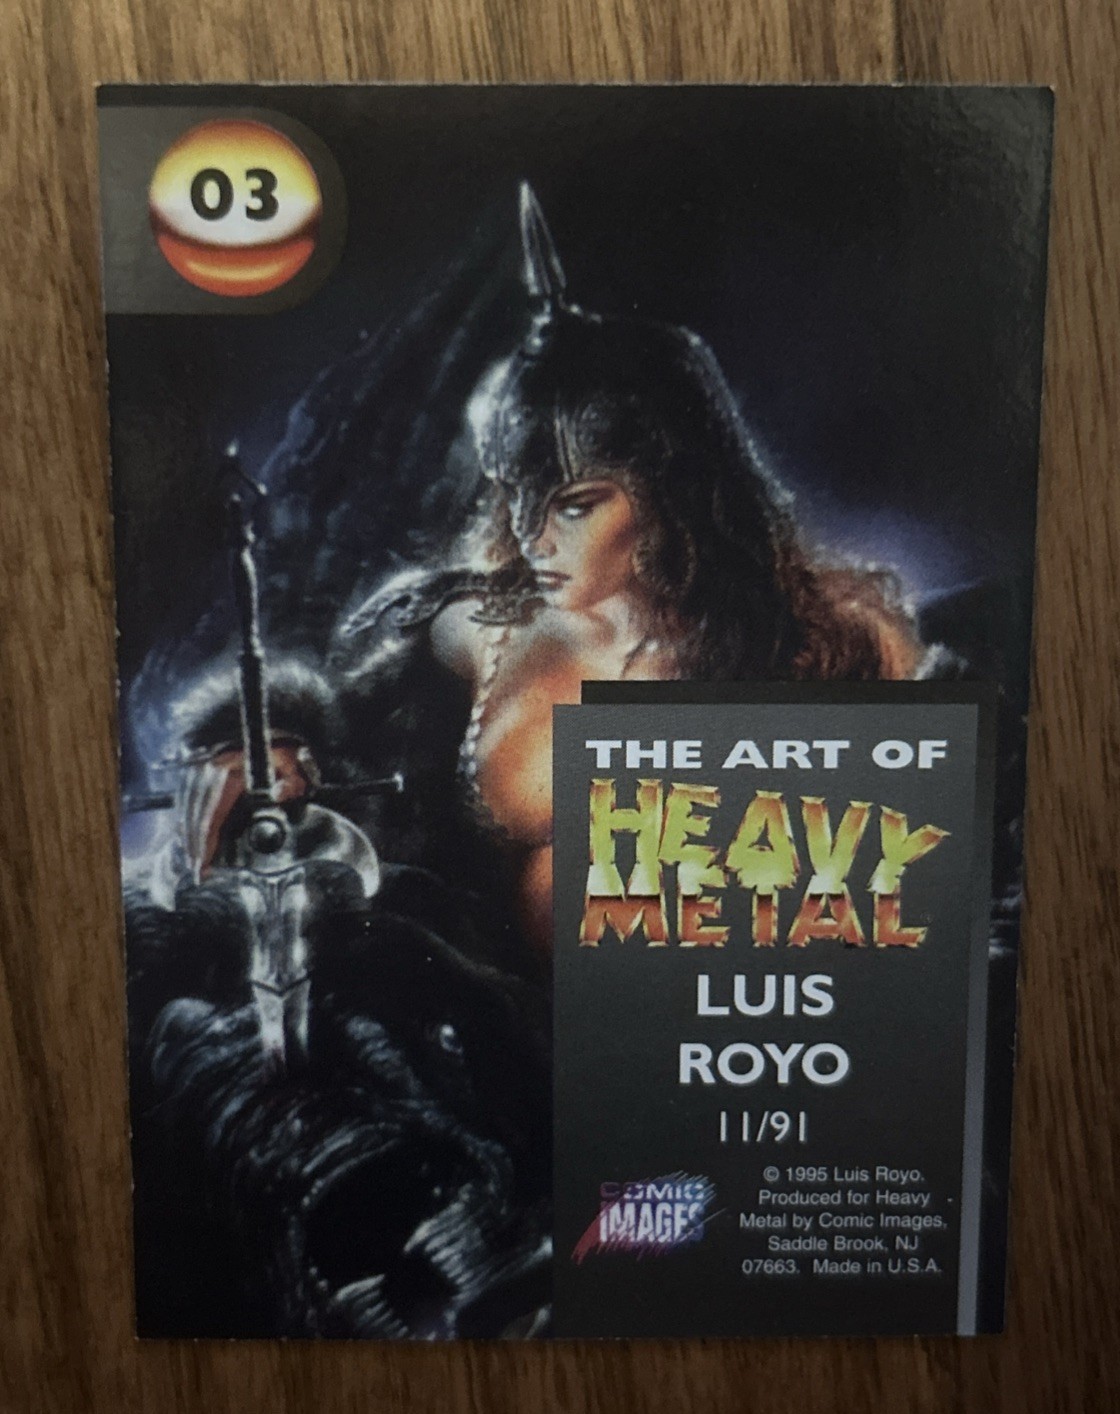 03
THE ART OF
HEAVY
METAL
LUIS
ROYO
11/91
COMIC
IMAGES
© 1995 Luis Royo.
Produced for Heavy
Metal by Comic Images,
Saddle Brook, NJ
07663. Made in U.S.A.